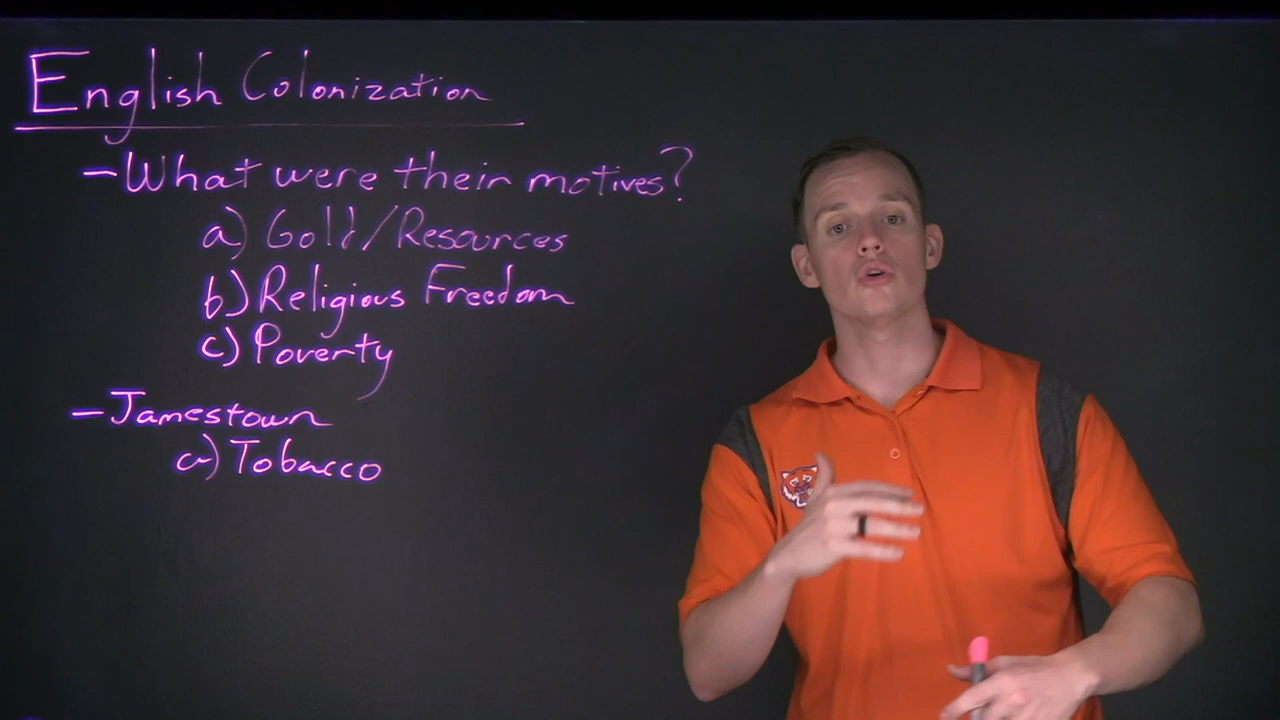 English Colonization
- What were their motives?
a) Gold/Resources
b) Religious Freedom
c) Poverty
- Jamestown
a) Tobacco